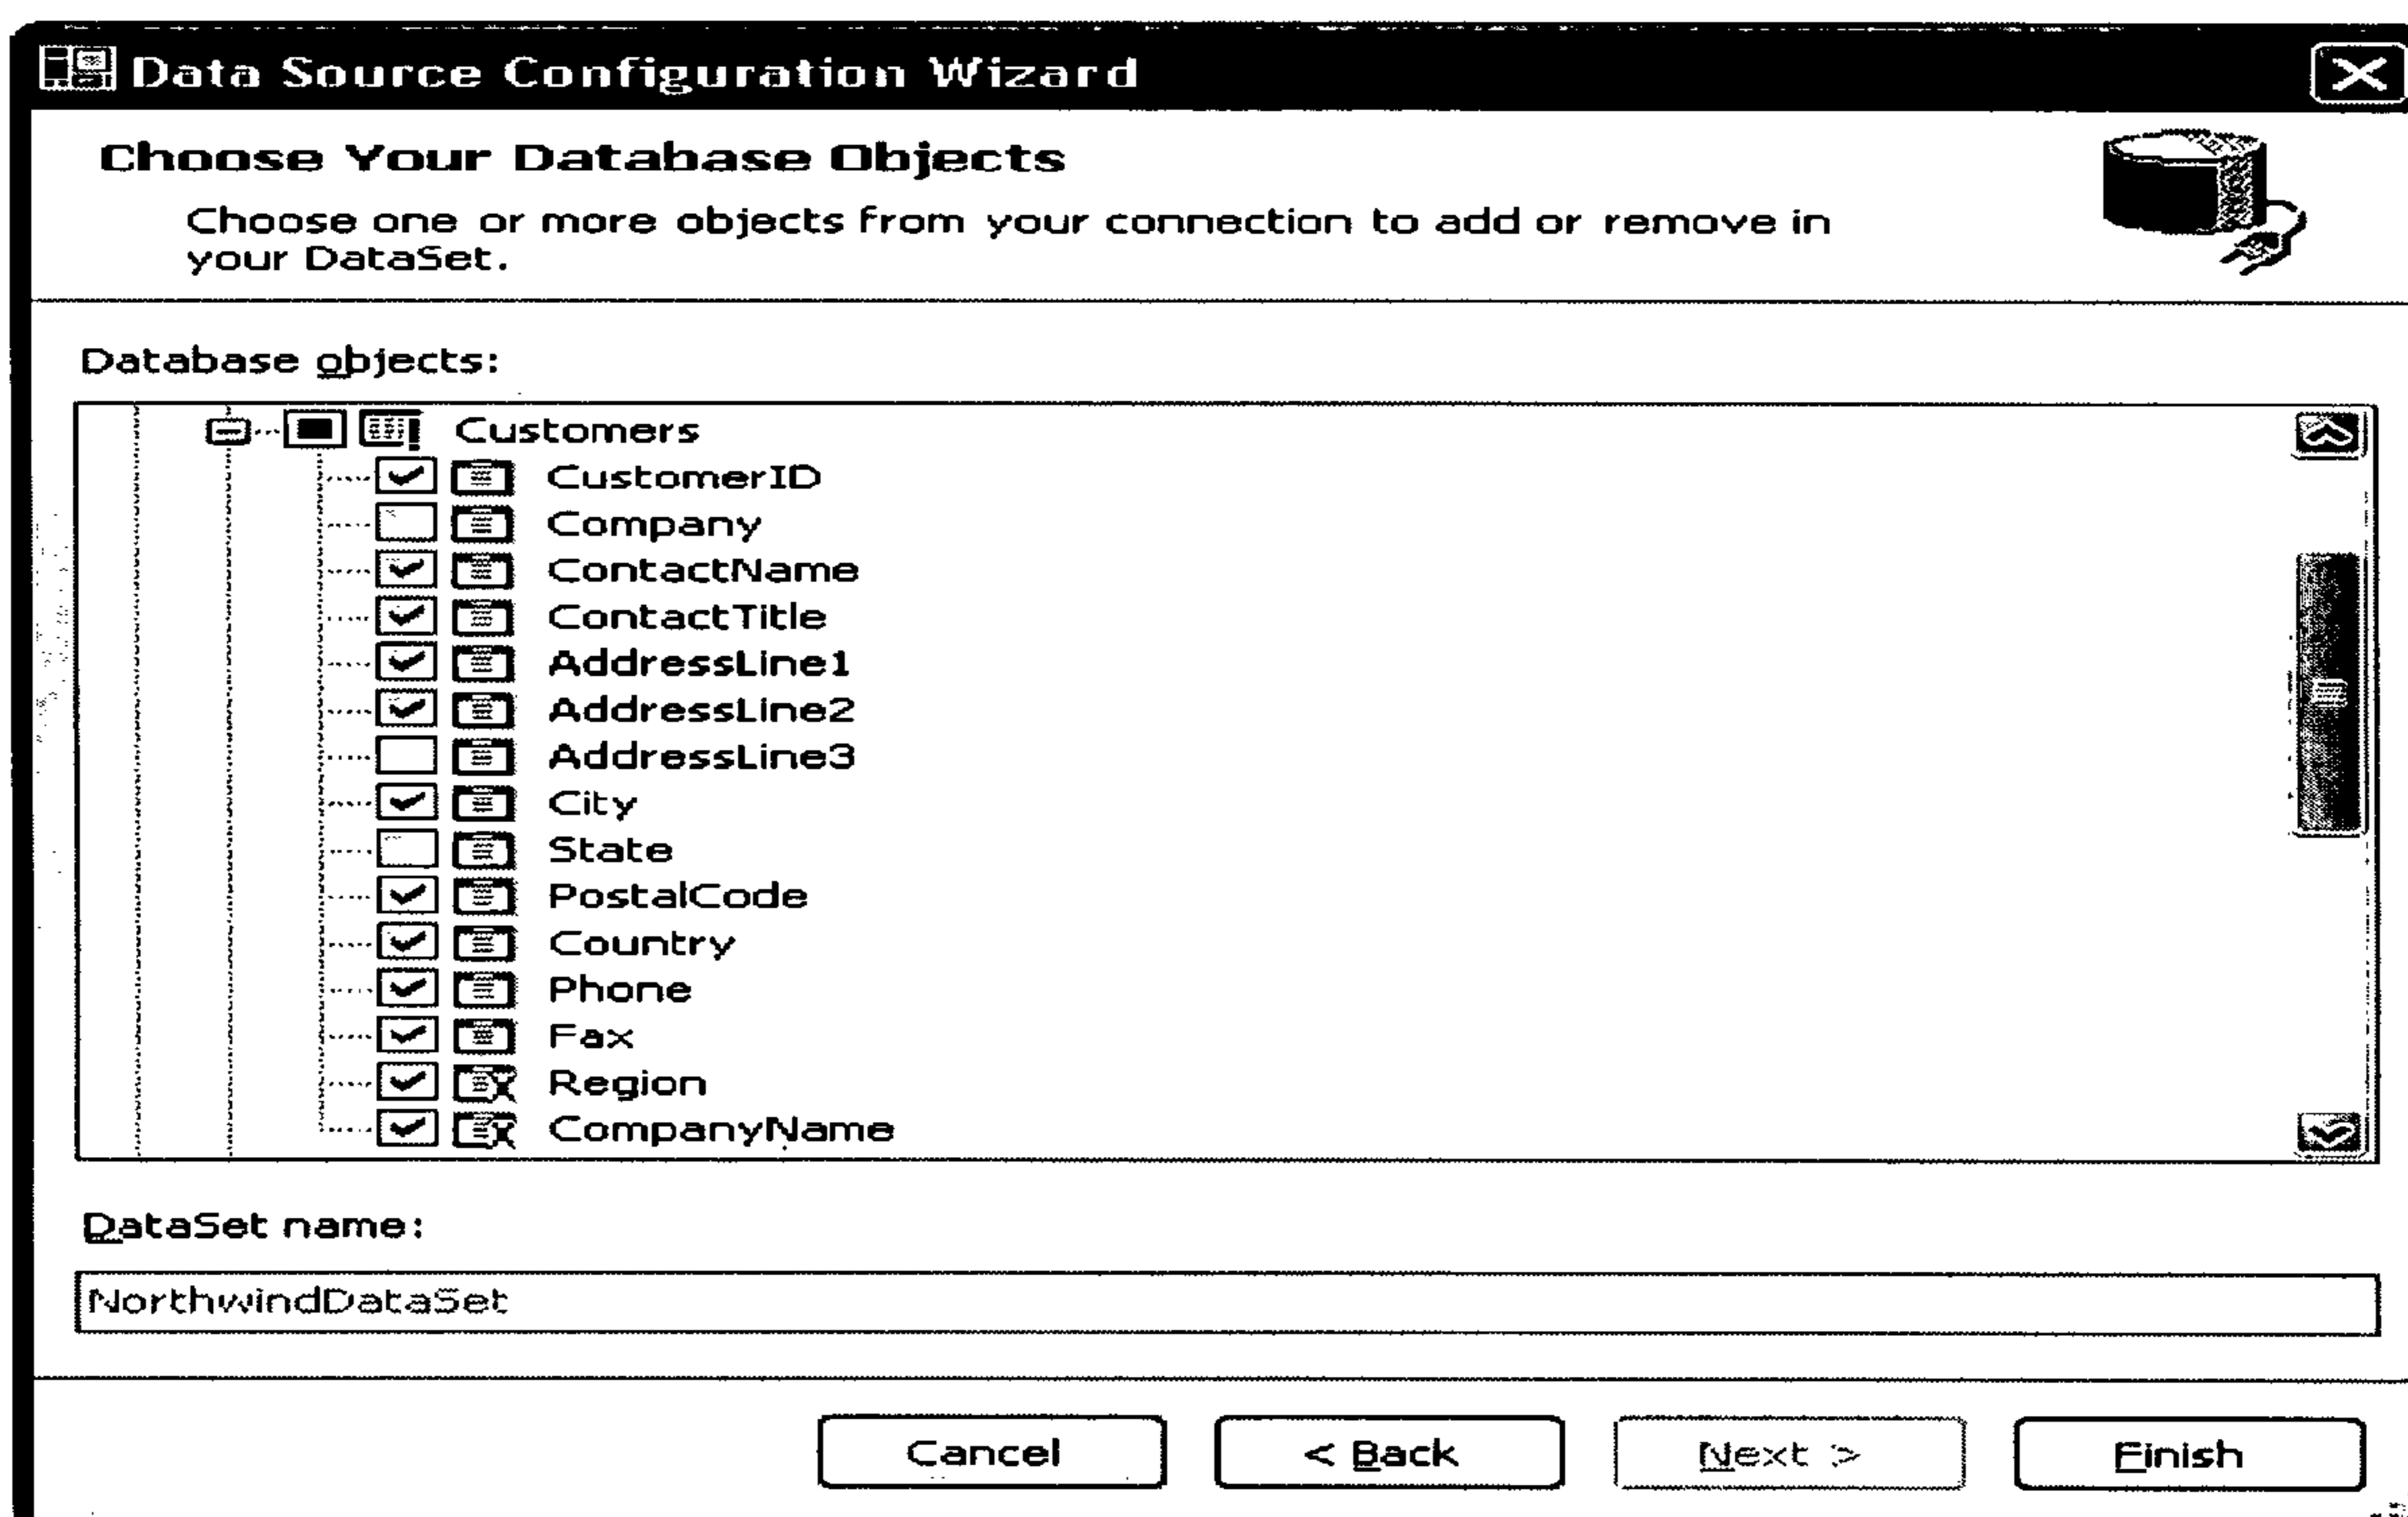 Data Source Configuration Wizard
Choose Your Database Objects
Choose one or more objects from your connection to add or remove in
your DataSet.
Database objects:
Customers
CustomerID
Company
ContactName
ContactTitle
AddressLine1
AddressLine2
AddressLine3
City
State
PostalCode
Country
Phone
Fax
Region
CompanyName
DataSet name:
NorthwindDataSet
Cancel
< Back
Next >
Finish